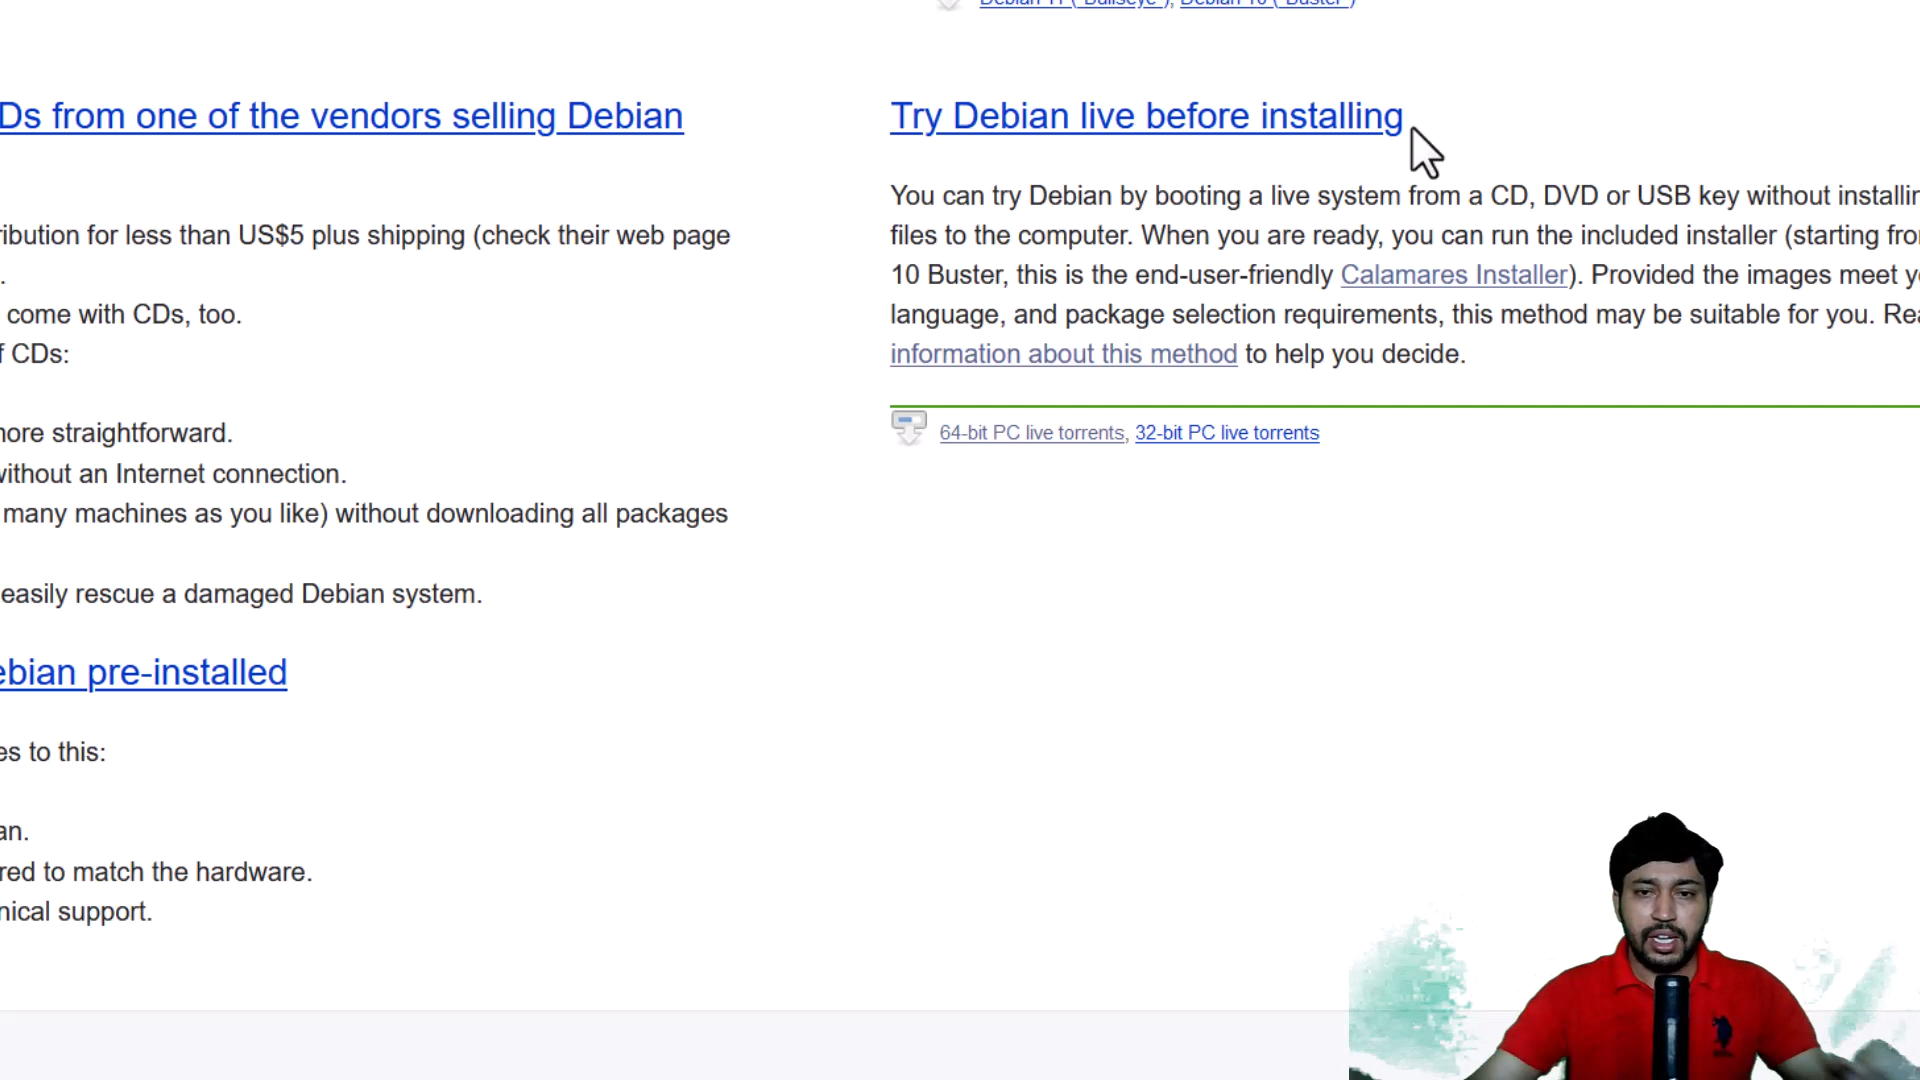 Debian 11 ("Bullseye"), Debian 10 ("Buster")
Ds from one of the vendors selling Debian
ribution for less than US$5 plus shipping (check their web page
.
come with CDs, too.
f CDs:
nore straightforward.
without an Internet connection.
many machines as you like) without downloading all packages
easily rescue a damaged Debian system.
ebian pre-installed
es to this:
an.
red to match the hardware.
nical support.
Try Debian live before installing
You can try Debian by booting a live system from a CD, DVD or USB key without installin
files to the computer. When you are ready, you can run the included installer (starting fro
10 Buster, this is the end-user-friendly Calamares Installer). Provided the images meet y
language, and package selection requirements, this method may be suitable for you. Rea
information about this method to help you decide.
64-bit PC live torrents, 32-bit PC live torrents